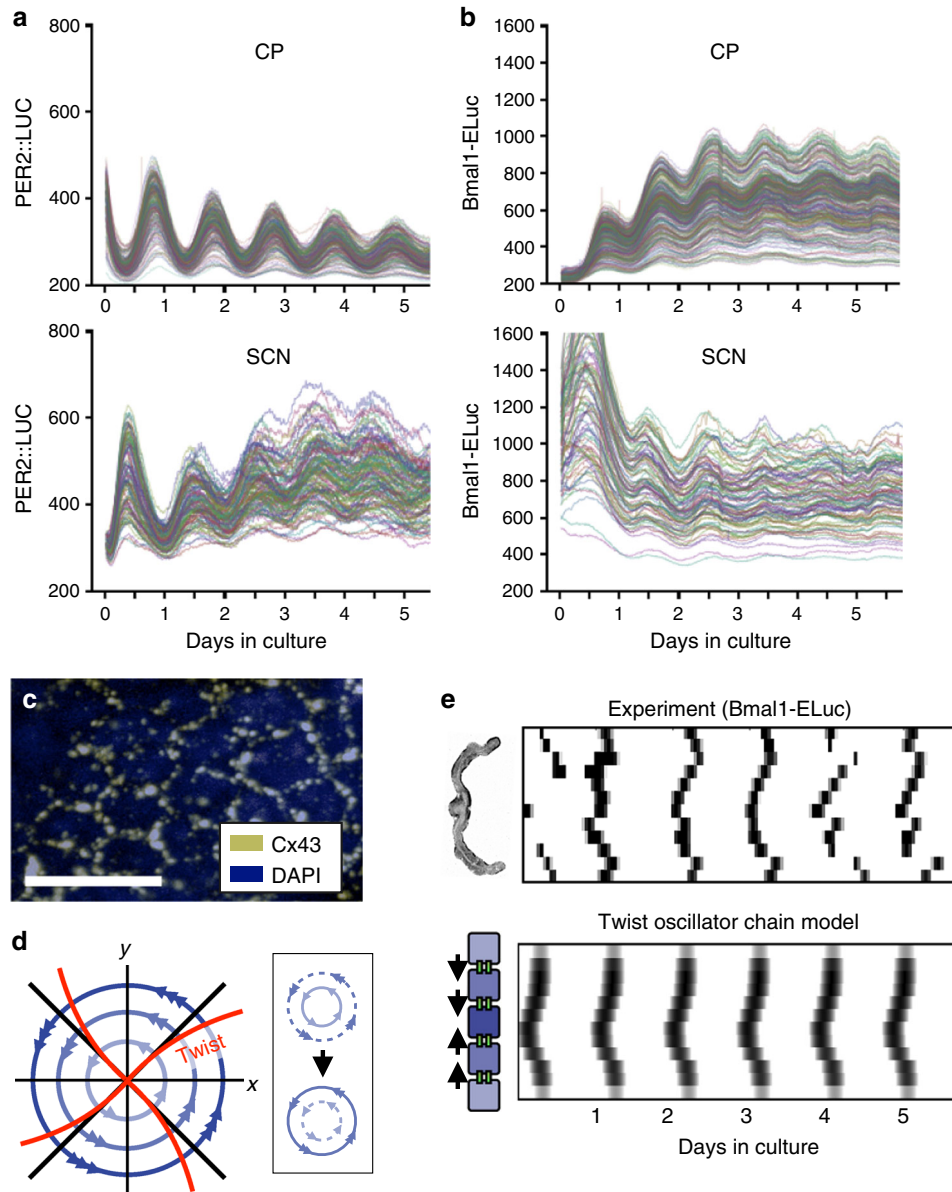 a
800
600
400
200
PER2::LUC
CP
0 1 2 3 4 5
b
1600
1400
1200
1000
800
600
400
200
Bmal1-ELuc
CP
0 1 2 3 4 5
800
600
400
200
PER2::LUC
SCN
0 1 2 3 4 5
Days in culture
1600
1400
1200
1000
800
600
400
200
Bmal1-ELuc
SCN
0 1 2 3 4 5
Days in culture
c
Cx43
DAPI
d
y
x
Twist
e
Experiment (Bmal1-ELuc)
Twist oscillator chain model
1 2 3 4 5
Days in culture